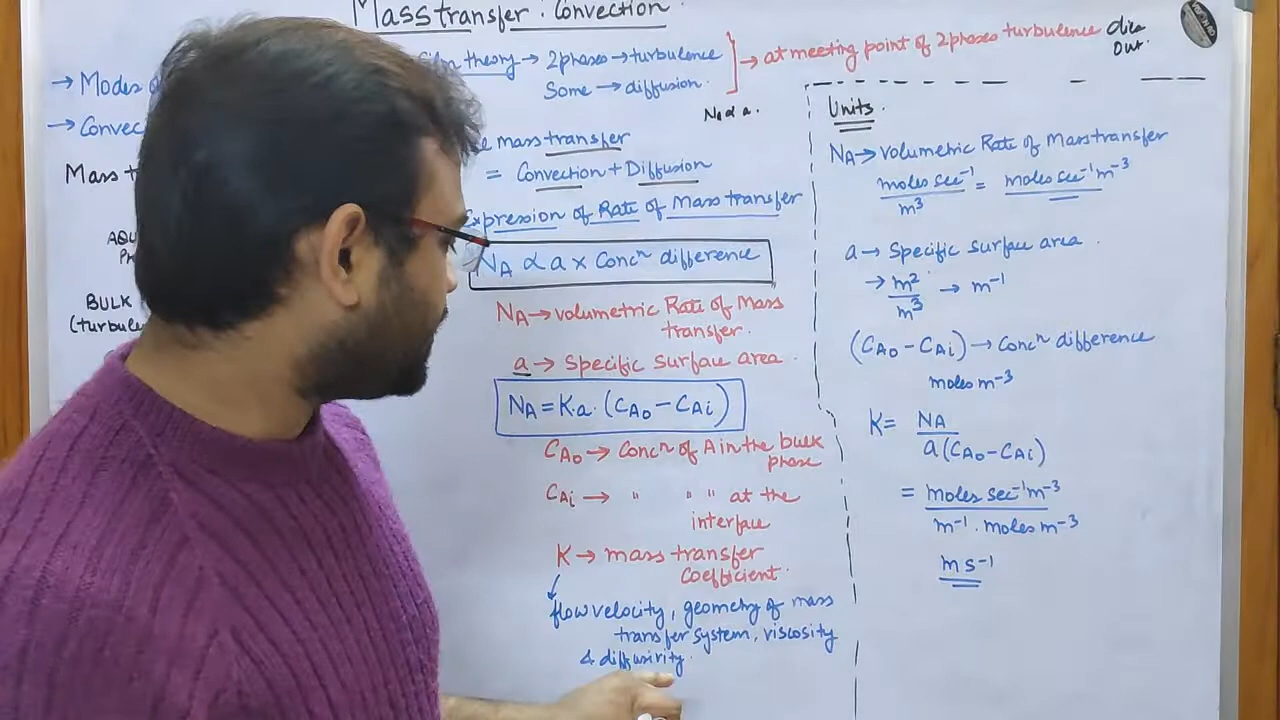 Mass transfer : Convection
→ Modes
→ Convec
Mass t
BULK
(turbule
theory → 2 phases → turbulence
Some → diffusion
→ at meeting point of 2 phases turbulence dies out.
NA α a.
mass transfer
= Convection + Diffusion
Expression of Rate of Mass transfer
NA α a × Concⁿ difference
NA → volumetric Rate of Mass
transfer.
a → Specific surface area
NA = K.a. (CAo − CAi)
CAo → Concⁿ of A in the bulk
phase
CAi → " " " at the
interface
K → mass transfer
Coefficient.
flow velocity, geometry of mass
transfer system, viscosity
& diffusivity.
Units.
NA → volumetric Rate of Mass transfer
moles sec⁻¹ / m³ = moles sec⁻¹ m⁻³
a → Specific surface area.
→ m² / m³ → m⁻¹
(CAo − CAi) → Concⁿ difference
moles m⁻³
K = NA / a (CAo − CAi)
= moles sec⁻¹ m⁻³ / m⁻¹ . moles m⁻³
m s⁻¹